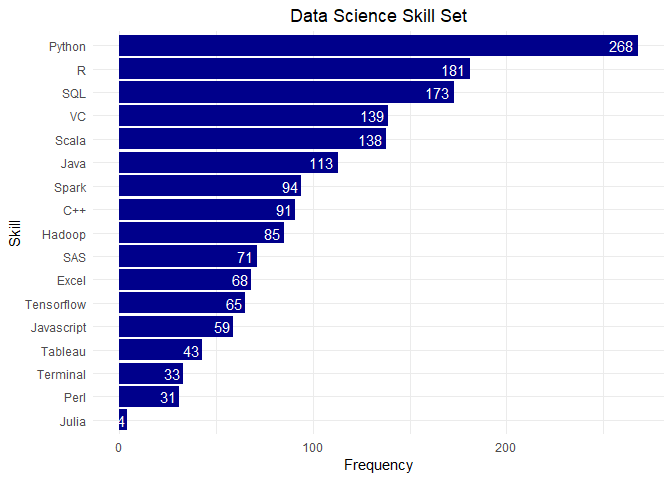 Data Science Skill Set
Skill
Python 268
R 181
SQL 173
VC 139
Scala 138
Java 113
Spark 94
C++ 91
Hadoop 85
SAS 71
Excel 68
Tensorflow 65
Javascript 59
Tableau 43
Terminal 33
Perl 31
Julia 4
0 100 200
Frequency